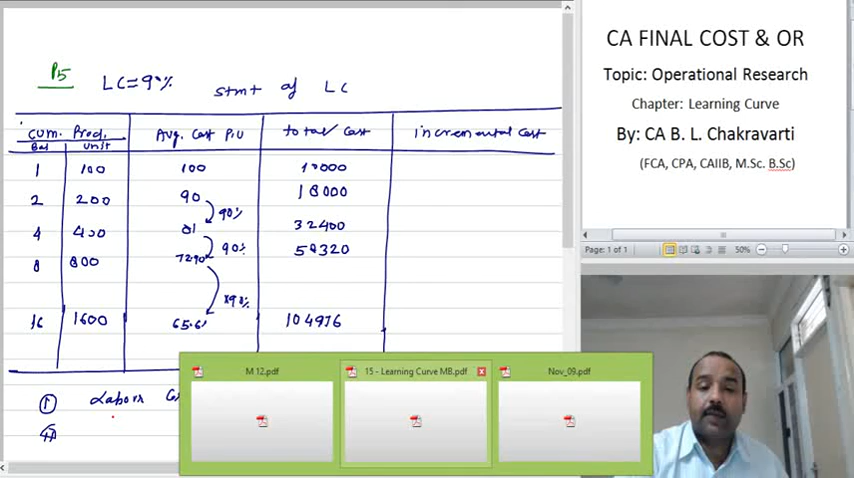 P5 LC=90% Stmt of LC
Cum. Prod. Avg. Cost P.U total Cost Incremental Cost
Bat unit
1 100 100 10000
2 200 90 18000
90%
4 400 81 32400
90%
8 800 7290 58320
x90%
16 1600 65.61 104976
① Labour
CA FINAL COST & OR
Topic: Operational Research
Chapter: Learning Curve
By: CA B. L. Chakravarti
(FCA, CPA, CAIIB, M.Sc. B.Sc)
Page: 1 of 1 50%
M 12.pdf 15 - Learning Curve MB.pdf Nov_09.pdf